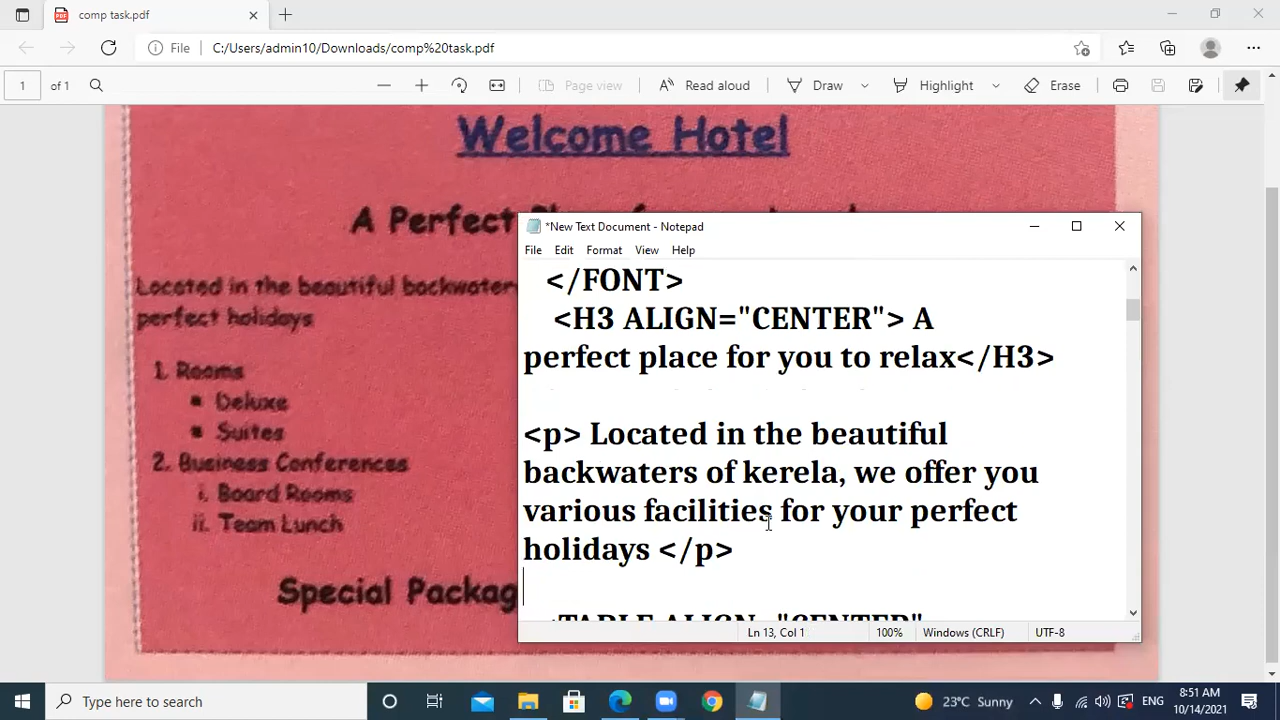 comp task.pdf
File C:/Users/admin10/Downloads/comp%20task.pdf
1 of 1 Page view Read aloud Draw Highlight Erase
Welcome Hotel
A Perfect
Located in the beautiful backwater
perfect holidays
1. Rooms
Deluxe
Suites
2. Business Conferences
i. Board Rooms
ii. Team Lunch
Special Packag
*New Text Document - Notepad
File Edit Format View Help
</FONT>
<H3 ALIGN="CENTER"> A
perfect place for you to relax</H3>
<p> Located in the beautiful
backwaters of kerela, we offer you
various facilities for your perfect
holidays </p>
<TABLE ALIGN="CENTER"
Ln 13, Col 1 100% Windows (CRLF) UTF-8
Type here to search
23°C Sunny ENG 8:51 AM
10/14/2021